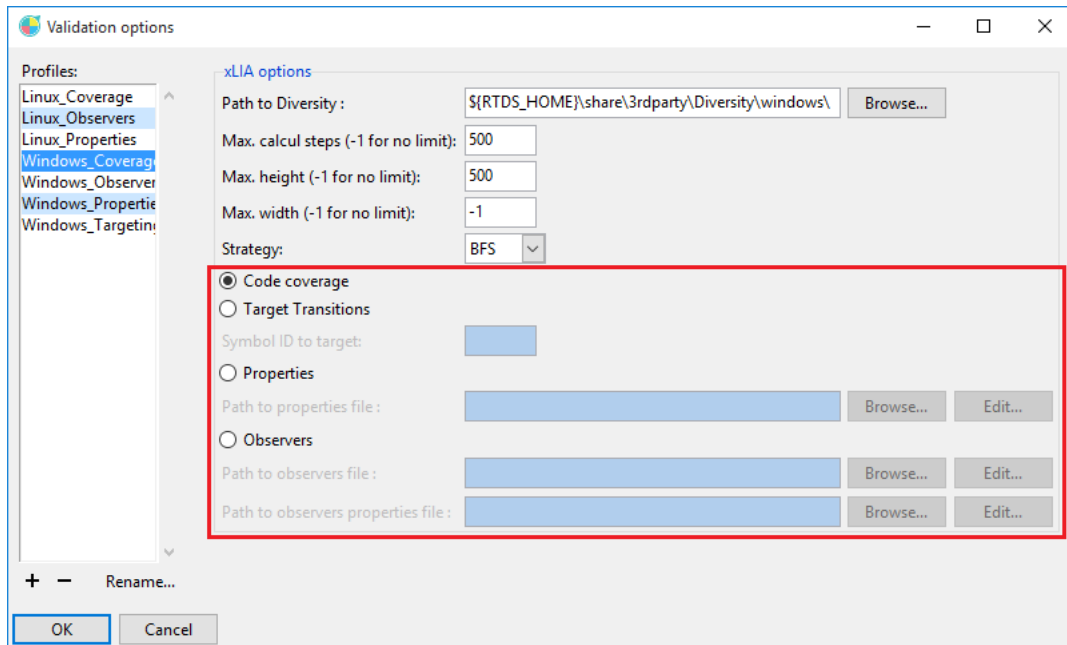 Validation options
Profiles:
Linux_Coverage
Linux_Observers
Linux_Properties
Windows_Coverag
Windows_Observer
Windows_Propertie
Windows_Targetin
+ − Rename...
xLIA options
Path to Diversity : ${RTDS_HOME}\share\3rdparty\Diversity\windows\ Browse...
Max. calcul steps (-1 for no limit): 500
Max. height (-1 for no limit): 500
Max. width (-1 for no limit): -1
Strategy: BFS
Code coverage
Target Transitions
Symbol ID to target:
Properties
Path to properties file : Browse... Edit...
Observers
Path to observers file : Browse... Edit...
Path to observers properties file : Browse... Edit...
OK Cancel